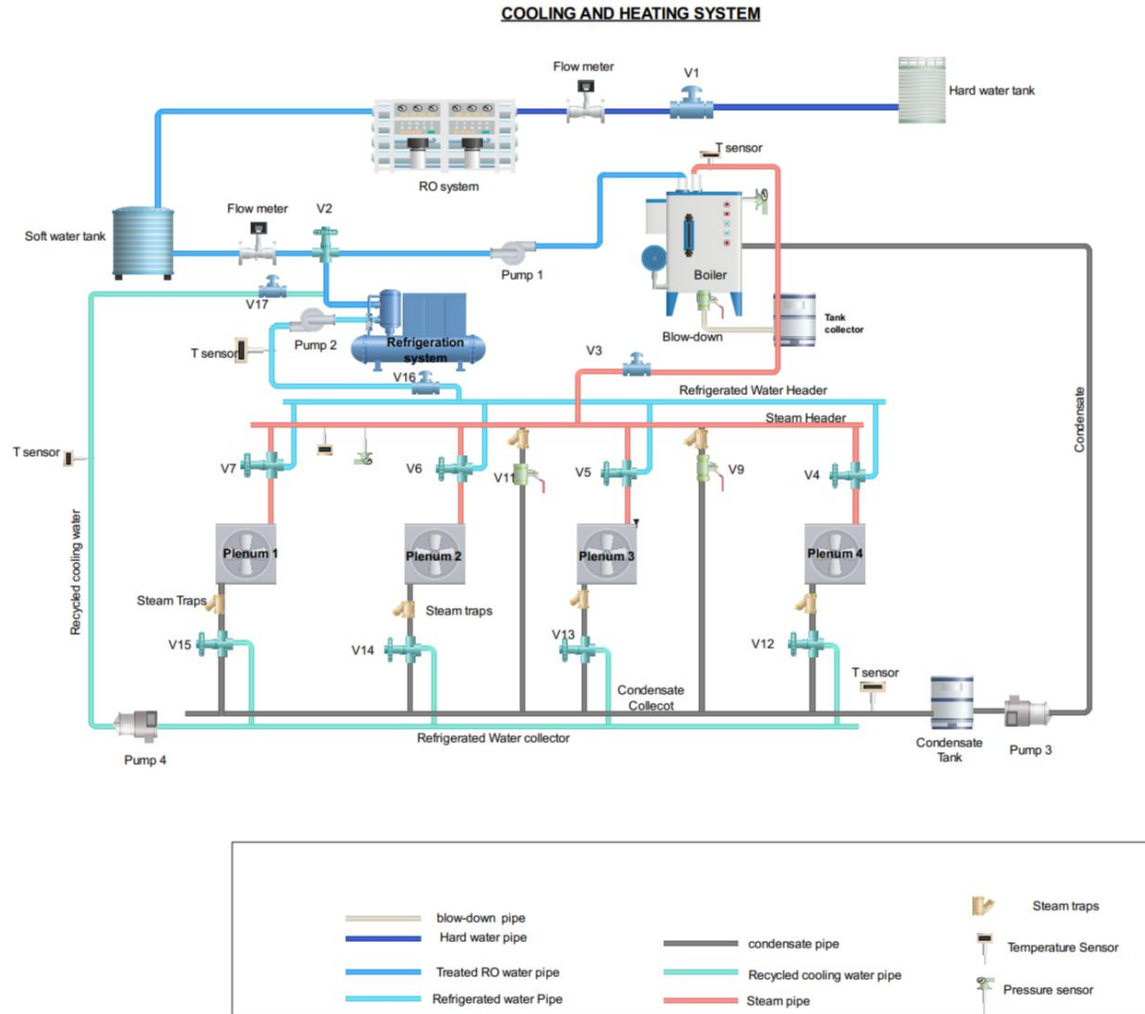 COOLING AND HEATING SYSTEM
Flow meter
V1
Hard water tank
T sensor
RO system
Flow meter
V2
Soft water tank
Pump 1
Boiler
V17
Tank
collector
Blow-down
Pump 2
Refrigeration
system
T sensor
V3
V16
Refrigerated Water Header
Steam Header
Condensate
T sensor
V7
V6
V11
V5
V9
V4
Recycled cooling water
Plenum 1
Plenum 2
Plenum 3
Plenum 4
Steam Traps
Steam traps
V15
V14
V13
V12
T sensor
Condensate
Collecot
Refrigerated Water collector
Pump 4
Condensate
Tank
Pump 3
blow-down pipe
Hard water pipe
Treated RO water pipe
Refrigerated water Pipe
condensate pipe
Recycled cooling water pipe
Steam pipe
Steam traps
Temperature Sensor
Pressure sensor